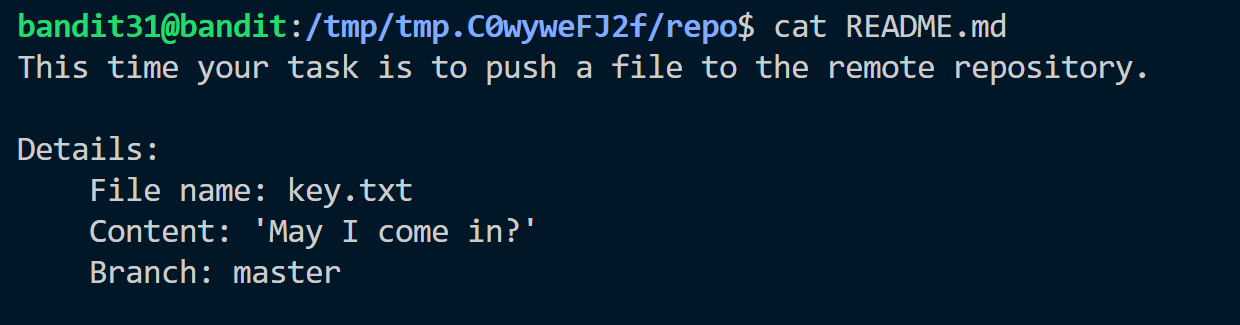 bandit31@bandit:/tmp/tmp.C0wyweFJ2f/repo$ cat README.md
This time your task is to push a file to the remote repository.
Details:
File name: key.txt
Content: 'May I come in?'
Branch: master